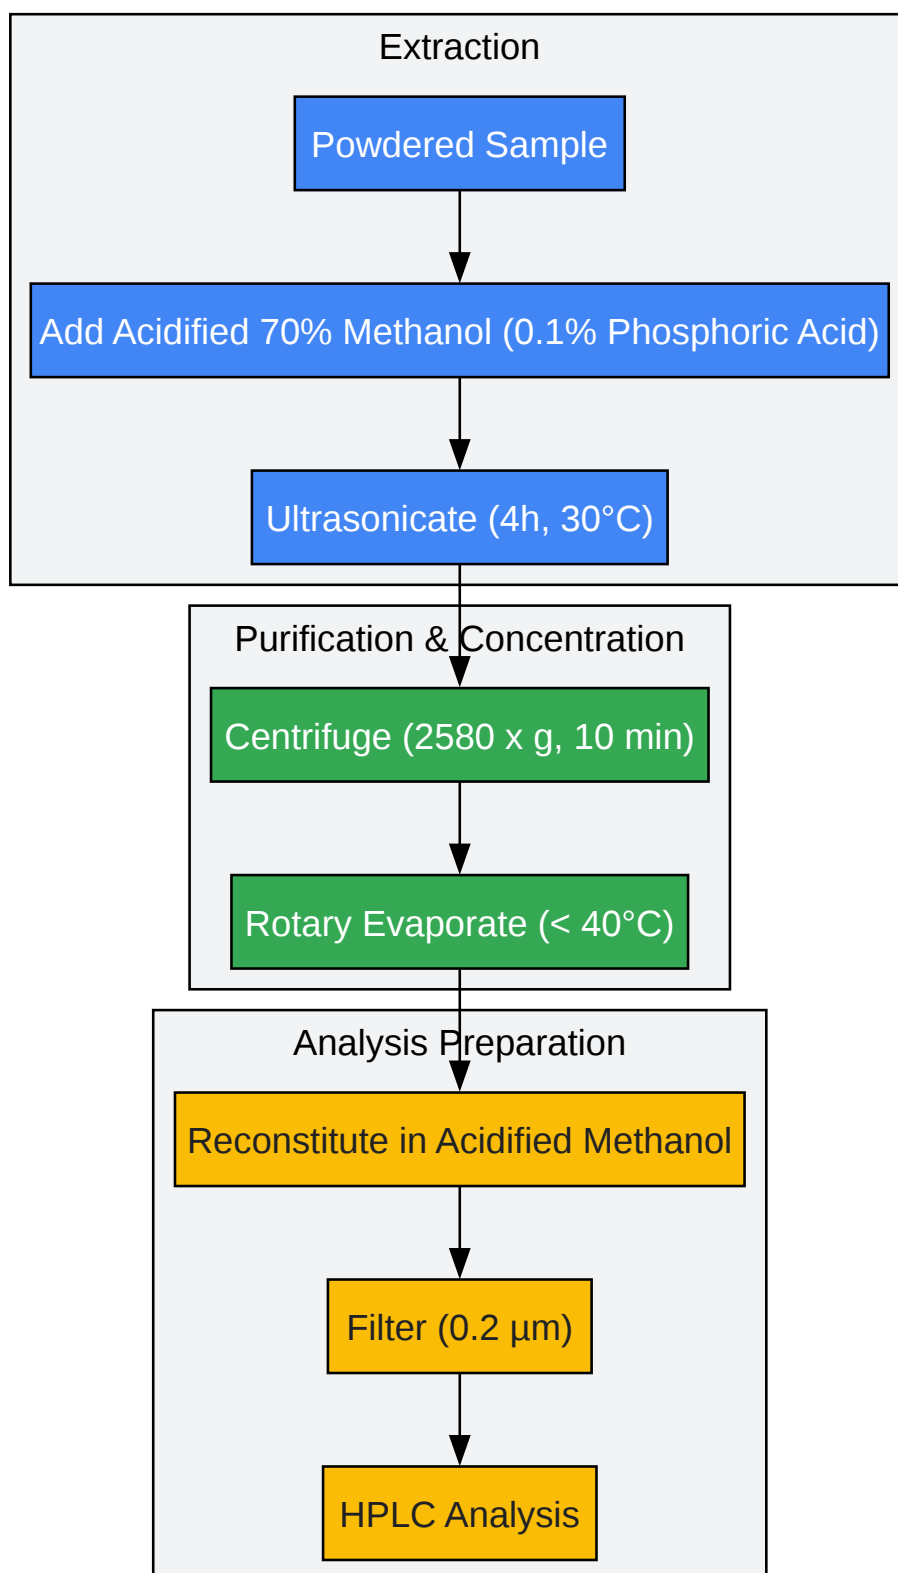 Extraction
Powdered Sample
Add Acidified 70% Methanol (0.1% Phosphoric Acid)
Ultrasonicate (4h, 30°C)
Purification & Concentration
Centrifuge (2580 x g, 10 min)
Rotary Evaporate (< 40°C)
Analysis Preparation
Reconstitute in Acidified Methanol
Filter (0.2 µm)
HPLC Analysis